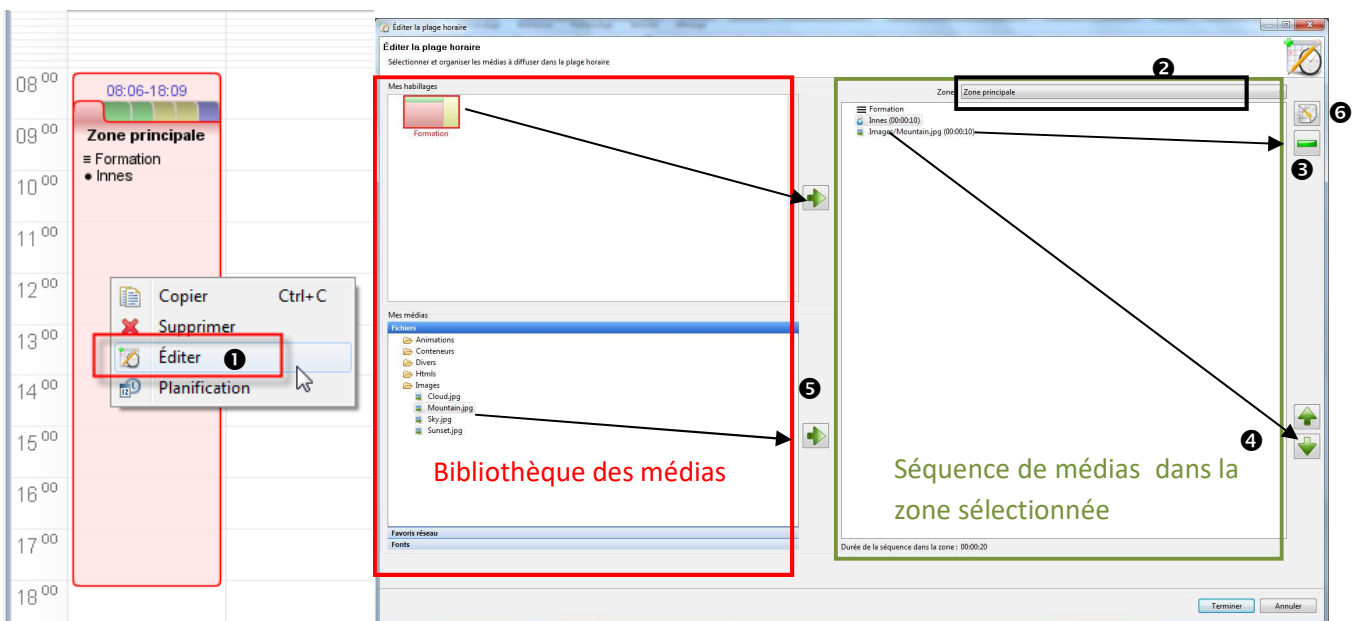 08 00
09 00
10 00
11 00
12 00
13 00
14 00
15 00
16 00
17 00
18 00
08:06-18:09
Zone principale
≡ Formation
• Innes
Copier Ctrl+C
Supprimer
Éditer ❶
Planification
Éditer la plage horaire
Éditer la plage horaire
Sélectionner et organiser les médias à diffuser dans la plage horaire
Mes habillages
Formation
Mes médias
Fichiers
Animations
Conteneurs
Divers
Htmls
Images
Cloud.jpg
Mountain.jpg
Sky.jpg
Sunset.jpg
Bibliothèque des médias
Favoris réseau
Fonts
❺
❷
Zone Zone principale
Formation
Innes (00:00:10)
Images/Mountain.jpg (00:00:10)
❻
❸
❹
Séquence de médias dans la
zone sélectionnée
Durée de la séquence dans la zone : 00:00:20
Terminer Annuler